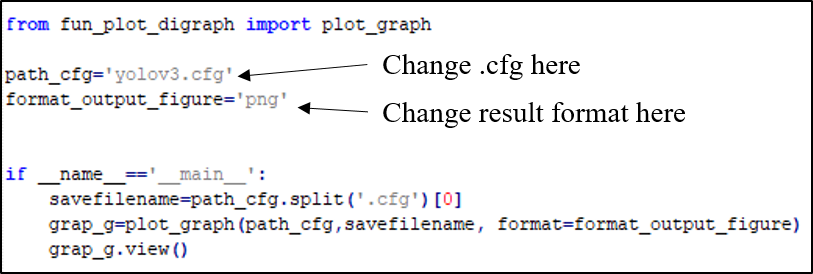 from fun_plot_digraph import plot_graph
path_cfg='yolov3.cfg'
Change .cfg here
format_output_figure='png'
Change result format here
if __name__=='__main__':
    savefilename=path_cfg.split('.cfg')[0]
    grap_g=plot_graph(path_cfg,savefilename, format=format_output_figure)
    grap_g.view()